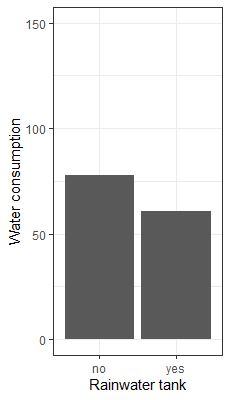 150
100
50
0
Water consumption
no yes
Rainwater tank